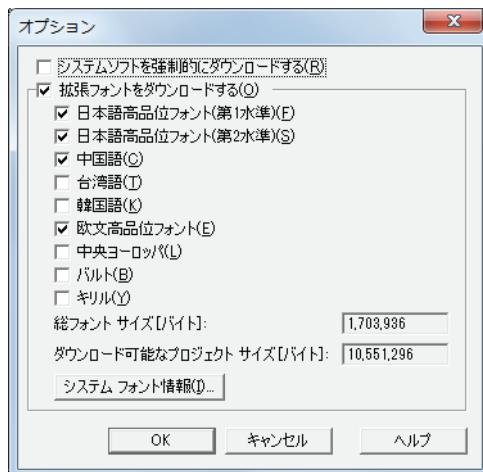 オプション
システムソフトを強制的にダウンロードする(R)
拡張フォントをダウンロードする(O)
日本語高品位フォント(第1水準)(F)
日本語高品位フォント(第2水準)(S)
中国語(C)
台湾語(T)
韓国語(K)
欧文高品位フォント(E)
中央ヨーロッパ(L)
バルト(B)
キリル(Y)
総フォント サイズ[バイト]: 1,703,936
ダウンロード可能なプロジェクト サイズ[バイト]: 10,551,296
システム フォント情報(I)...
OK キャンセル ヘルプ